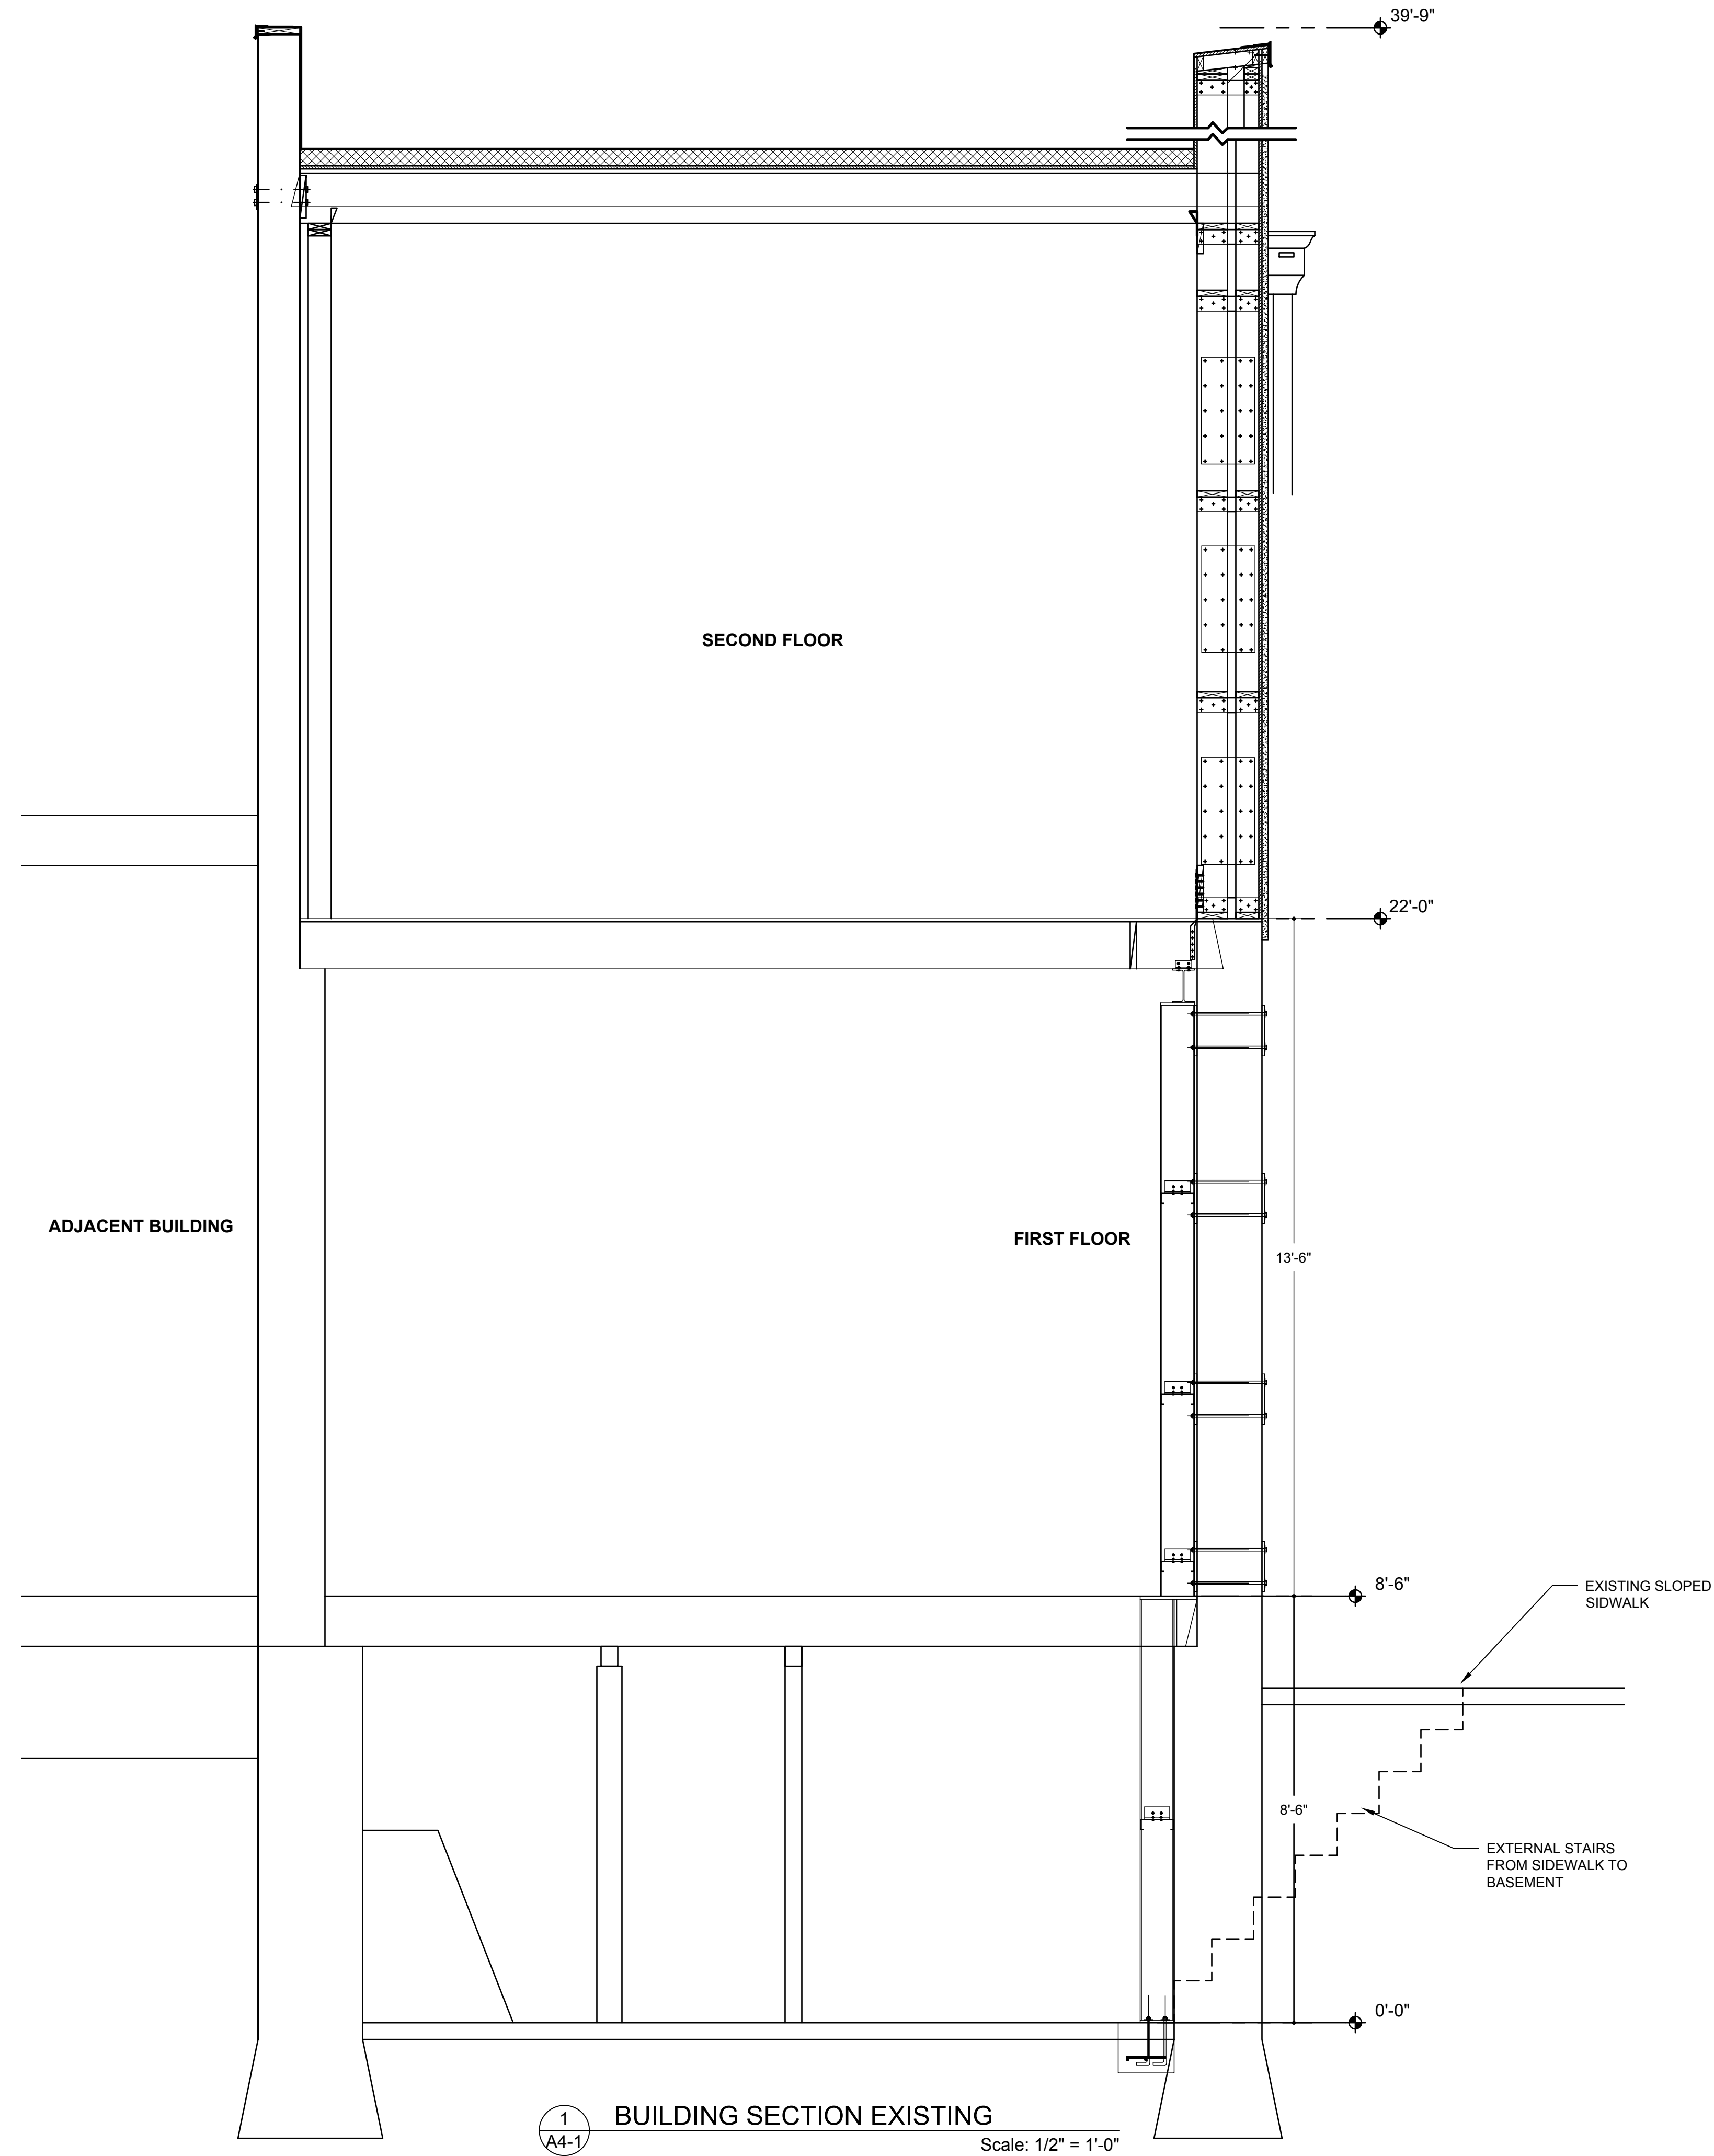 39'-9"
SECOND FLOOR
22'-0"
ADJACENT BUILDING
FIRST FLOOR
13'-6"
8'-6"
EXISTING SLOPED
SIDWALK
8'-6"
EXTERNAL STAIRS
FROM SIDEWALK TO
BASEMENT
0'-0"
1
A4-1
BUILDING SECTION EXISTING
Scale: 1/2" = 1'-0"